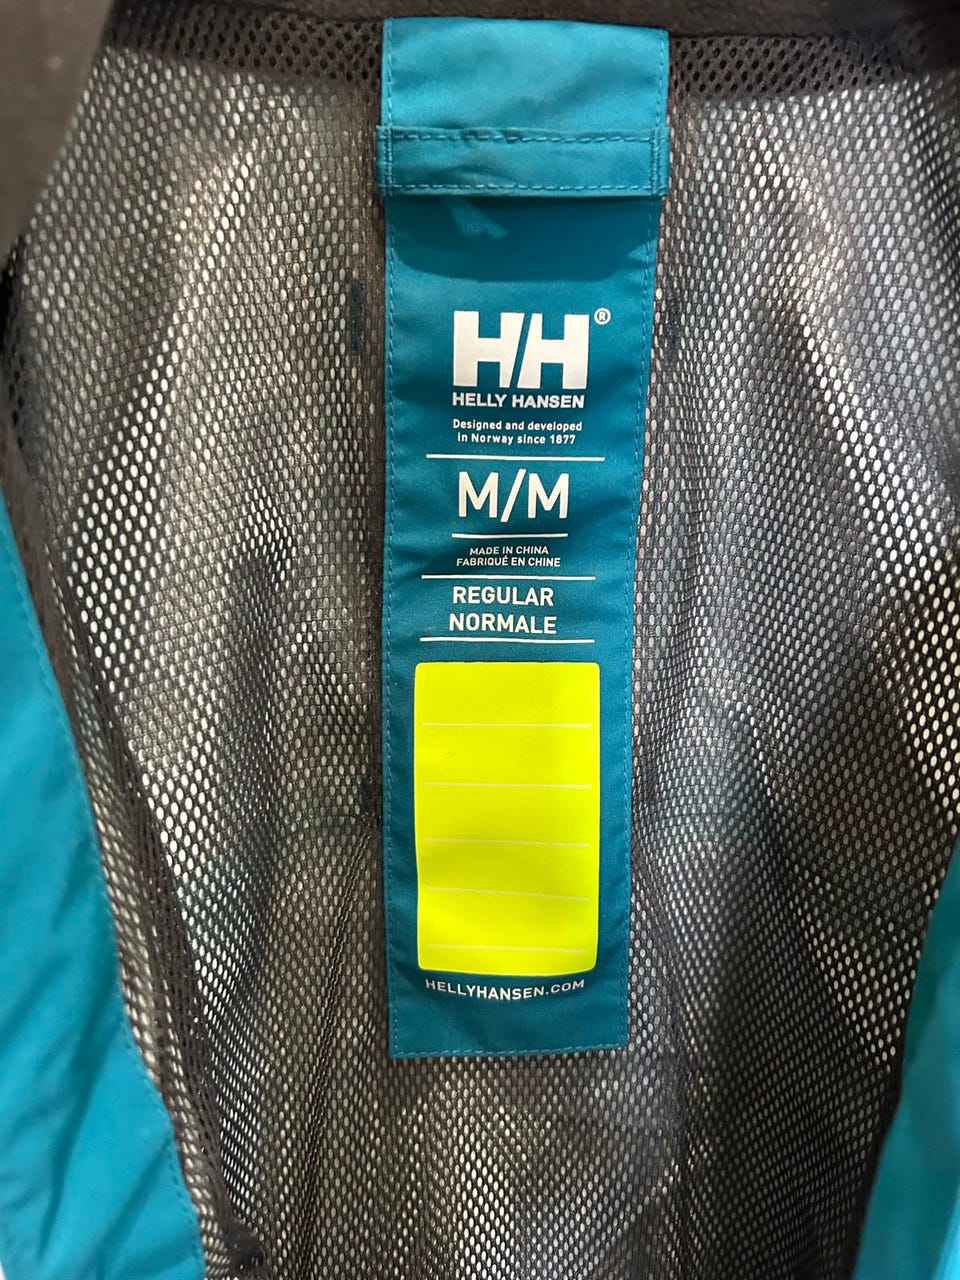 HH®
HELLY HANSEN
Designed and developed
in Norway since 1877
M/M
MADE IN CHINA
FABRIQUÉ EN CHINE
REGULAR
NORMALE
HELLYHANSEN.COM